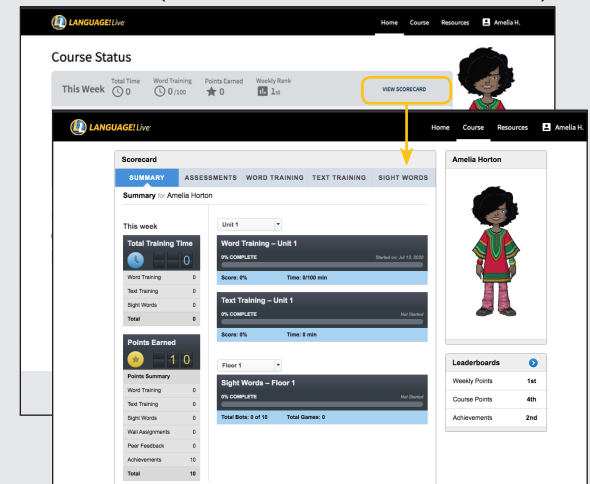 LANGUAGE! Live
Home Course Resources Amelia H.
Course Status
This Week
Total Time
0
Word Training
0 /100
Points Earned
0
Weekly Rank
1st
VIEW SCORECARD
LANGUAGE! Live
Home Course Resources Amelia H.
Scorecard
SUMMARY ASSESSMENTS WORD TRAINING TEXT TRAINING SIGHT WORDS
Summary for Amelia Horton
This week
Total Training Time
0
Word Training 0
Text Training 0
Sight Words 0
Total 0
Points Earned
1 0
Points Summary
Word Training 0
Text Training 0
Sight Words 0
Wall Assignments 0
Peer Feedback 0
Achievements 10
Total 10
Unit 1
Word Training – Unit 1
0% COMPLETE Started on: Jul 13, 2020
Score: 0% Time: 0/100 min
Text Training – Unit 1
0% COMPLETE Not Started
Score: 0% Time: 0 min
Floor 1
Sight Words – Floor 1
0% COMPLETE Not Started
Total Bots: 0 of 10 Total Games: 0
Amelia Horton
Leaderboards
Weekly Points 1st
Course Points 4th
Achievements 2nd